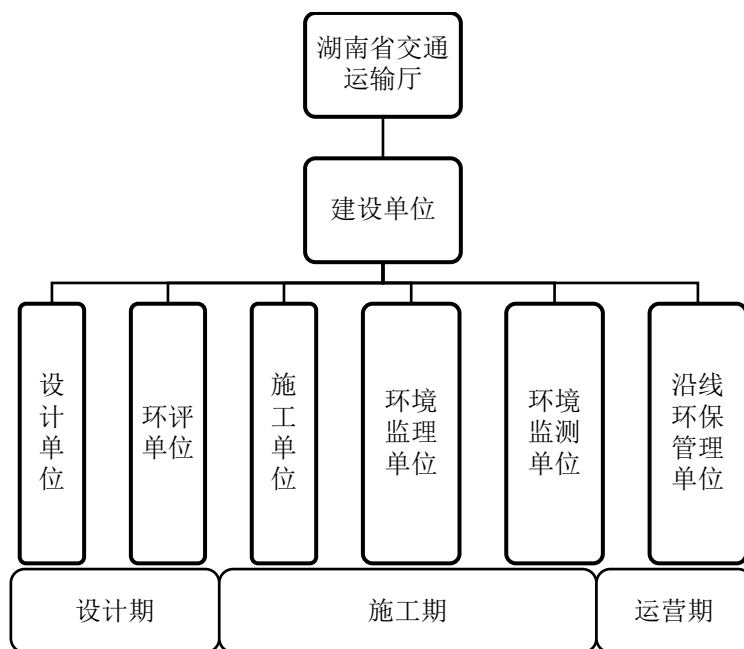 湖南省交通
运输厅
建设单位
设
计
单
位
环评
单位
施
工
单
位
环境
监理
单位
环境
监测
单位
沿线
环保
管理
单位
设计期
施工期
运营期